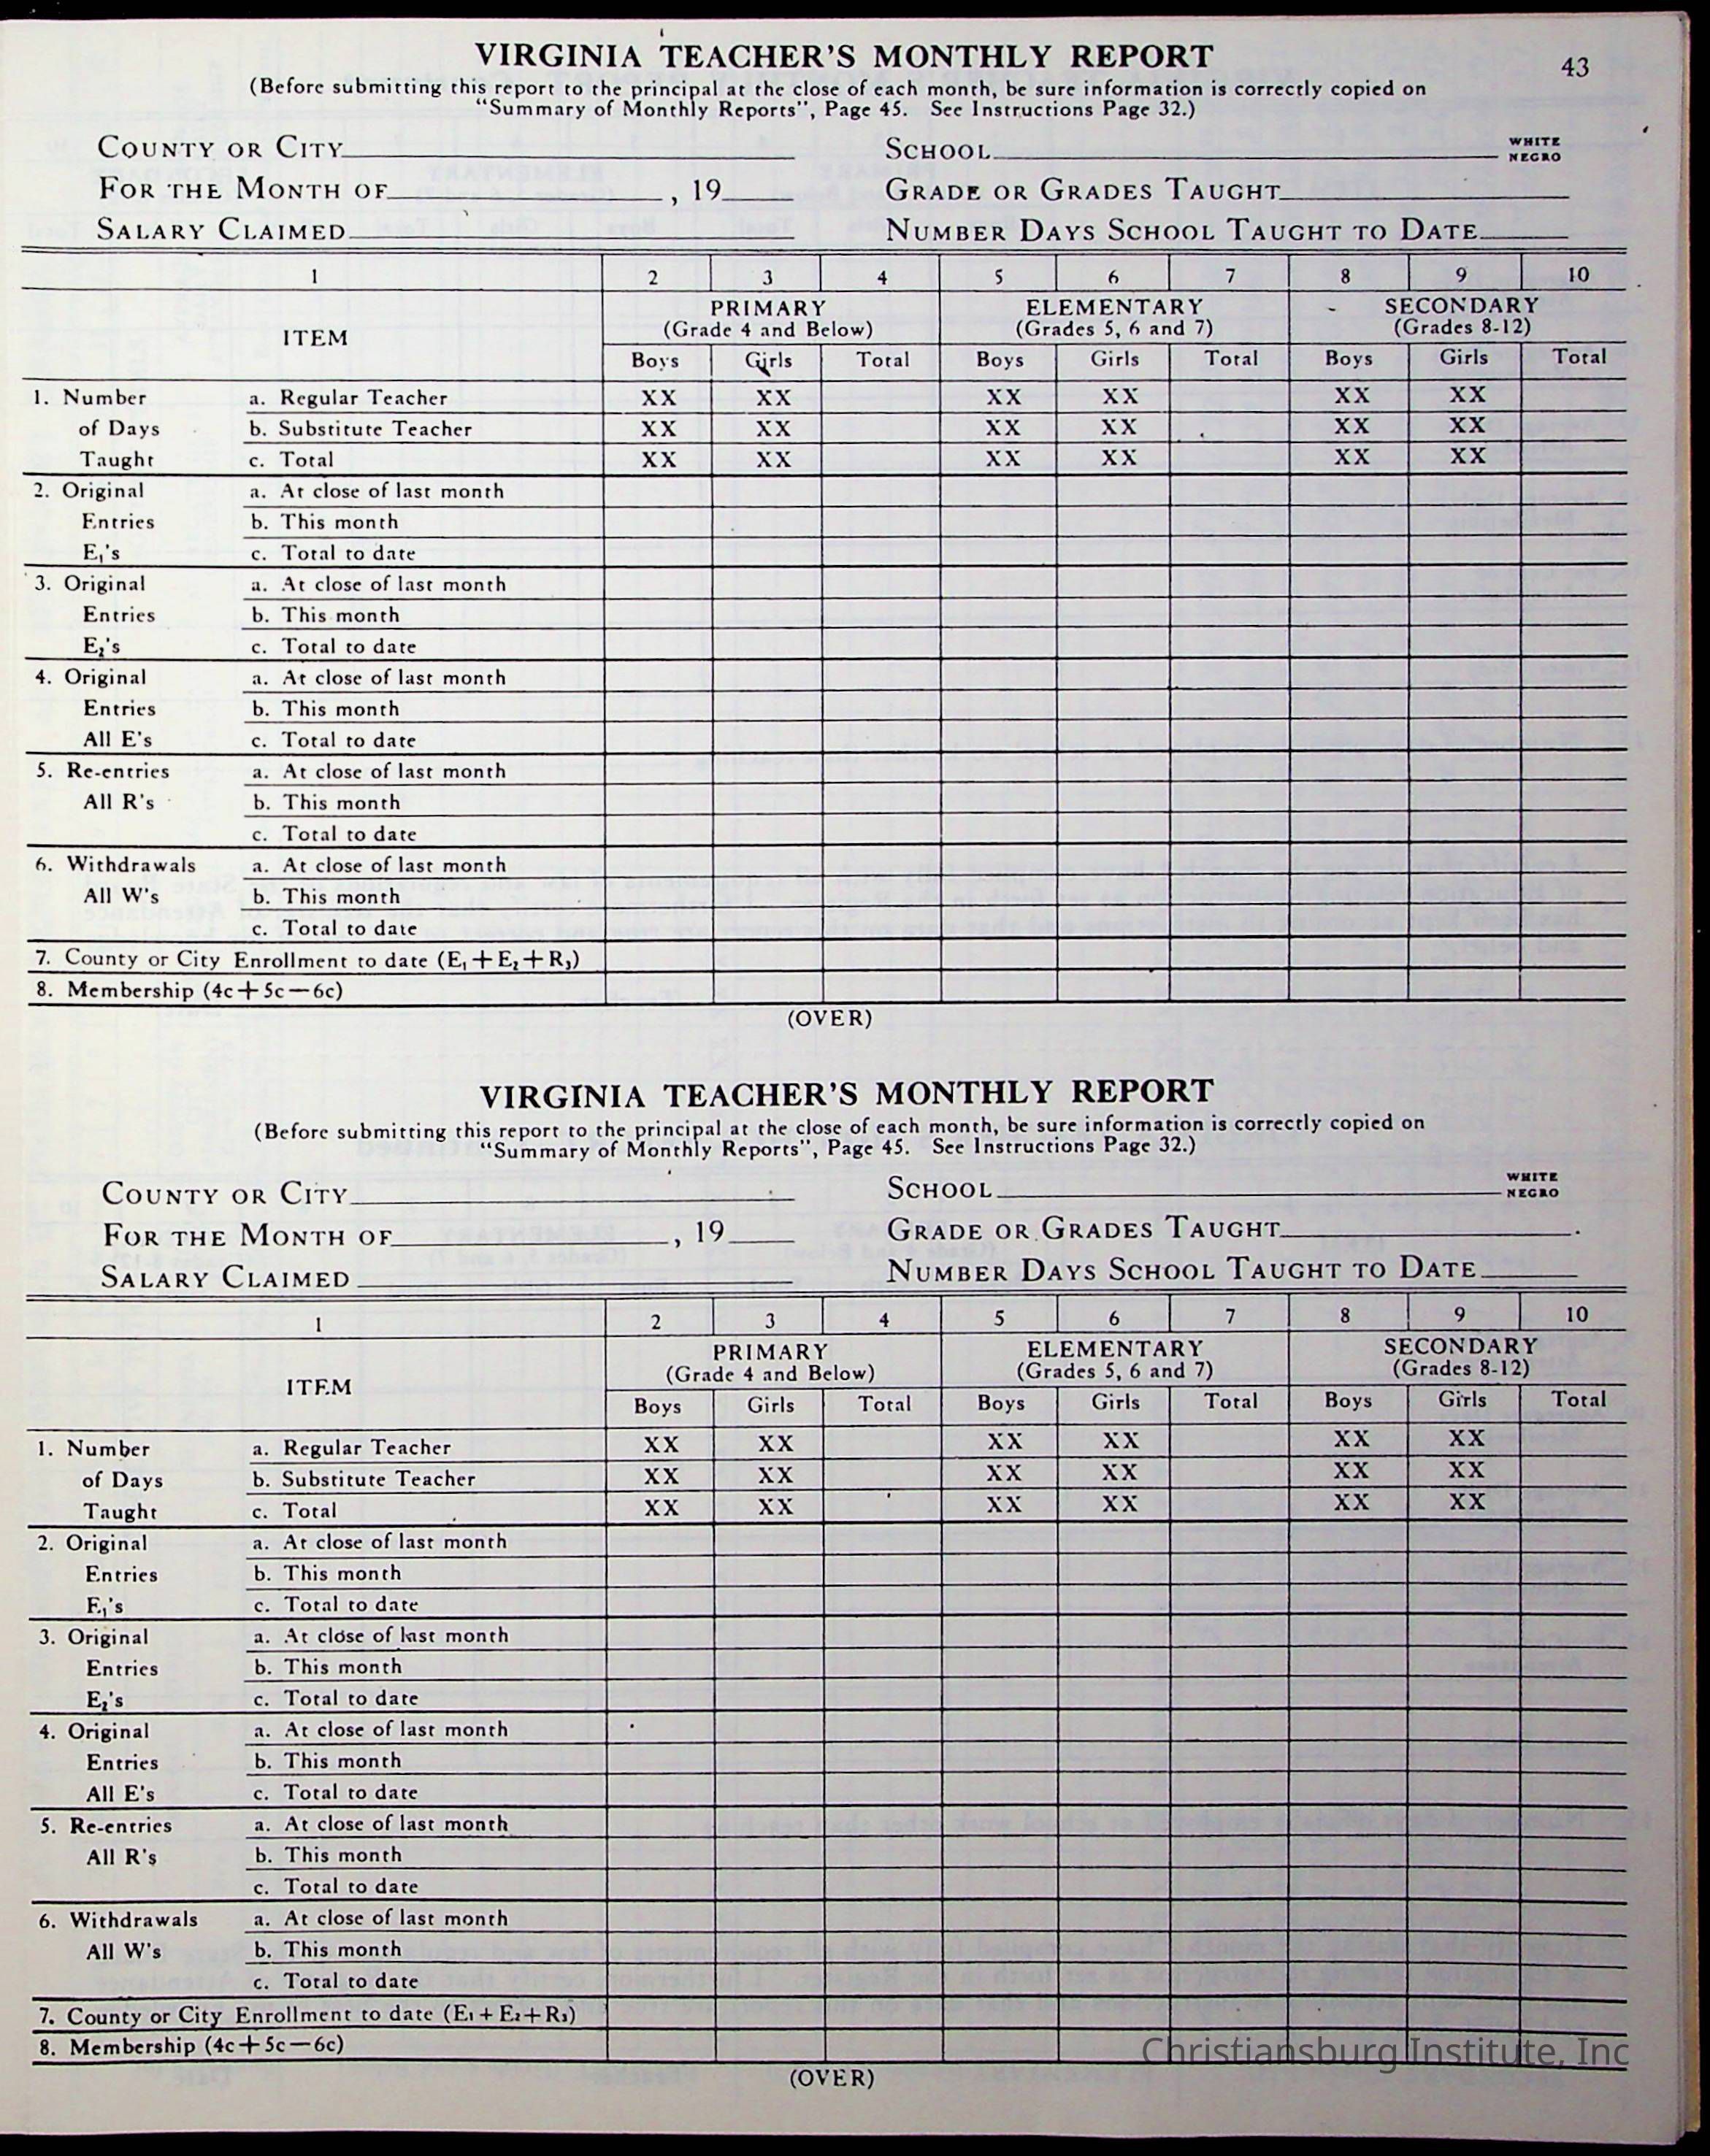 VIRGINIA TEACHER'S MONTHLY REPORT 43
(Before submitting this report to the principal at the close of each month, be sure information is correctly copied on
"Summary of Monthly Reports", Page 45. See Instructions Page 32.)
COUNTY OR CITY SCHOOL WHITE
NEGRO
FOR THE MONTH OF , 19 GRADE OR GRADES TAUGHT
SALARY CLAIMED NUMBER DAYS SCHOOL TAUGHT TO DATE
1 2 3 4 5 6 7 8 9 10
PRIMARY ELEMENTARY SECONDARY
ITEM (Grade 4 and Below) (Grades 5, 6 and 7) (Grades 8-12)
Boys Girls Total Boys Girls Total Boys Girls Total
1. Number a. Regular Teacher XX XX XX XX XX XX
of Days b. Substitute Teacher XX XX XX XX XX XX
Taught c. Total XX XX XX XX XX XX
2. Original a. At close of last month
Entries b. This month
E₁'s c. Total to date
3. Original a. At close of last month
Entries b. This month
E₂'s c. Total to date
4. Original a. At close of last month
Entries b. This month
All E's c. Total to date
5. Re-entries a. At close of last month
All R's b. This month
c. Total to date
6. Withdrawals a. At close of last month
All W's b. This month
c. Total to date
7. County or City Enrollment to date (E₁+E₂+R₃)
8. Membership (4c+5c—6c)
(OVER)
VIRGINIA TEACHER'S MONTHLY REPORT
(Before submitting this report to the principal at the close of each month, be sure information is correctly copied on
"Summary of Monthly Reports", Page 45. See Instructions Page 32.)
COUNTY OR CITY SCHOOL WHITE
NEGRO
FOR THE MONTH OF , 19 GRADE OR GRADES TAUGHT
SALARY CLAIMED NUMBER DAYS SCHOOL TAUGHT TO DATE
1 2 3 4 5 6 7 8 9 10
PRIMARY ELEMENTARY SECONDARY
ITEM (Grade 4 and Below) (Grades 5, 6 and 7) (Grades 8-12)
Boys Girls Total Boys Girls Total Boys Girls Total
1. Number a. Regular Teacher XX XX XX XX XX XX
of Days b. Substitute Teacher XX XX XX XX XX XX
Taught c. Total XX XX XX XX XX XX
2. Original a. At close of last month
Entries b. This month
E₁'s c. Total to date
3. Original a. At close of last month
Entries b. This month
E₂'s c. Total to date
4. Original a. At close of last month
Entries b. This month
All E's c. Total to date
5. Re-entries a. At close of last month
All R's b. This month
c. Total to date
6. Withdrawals a. At close of last month
All W's b. This month
c. Total to date
7. County or City Enrollment to date (E₁+E₂+R₃)
8. Membership (4c+5c—6c)
Christiansburg Institute, Inc
(OVER)